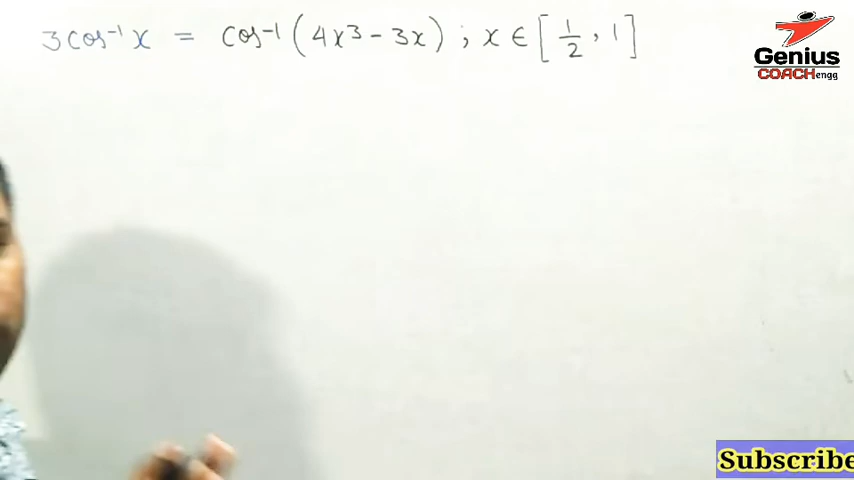 3cos⁻¹x = cos⁻¹(4x³ - 3x) ; x ∈ [1/2, 1]
Genius
COACHengg
Subscribe